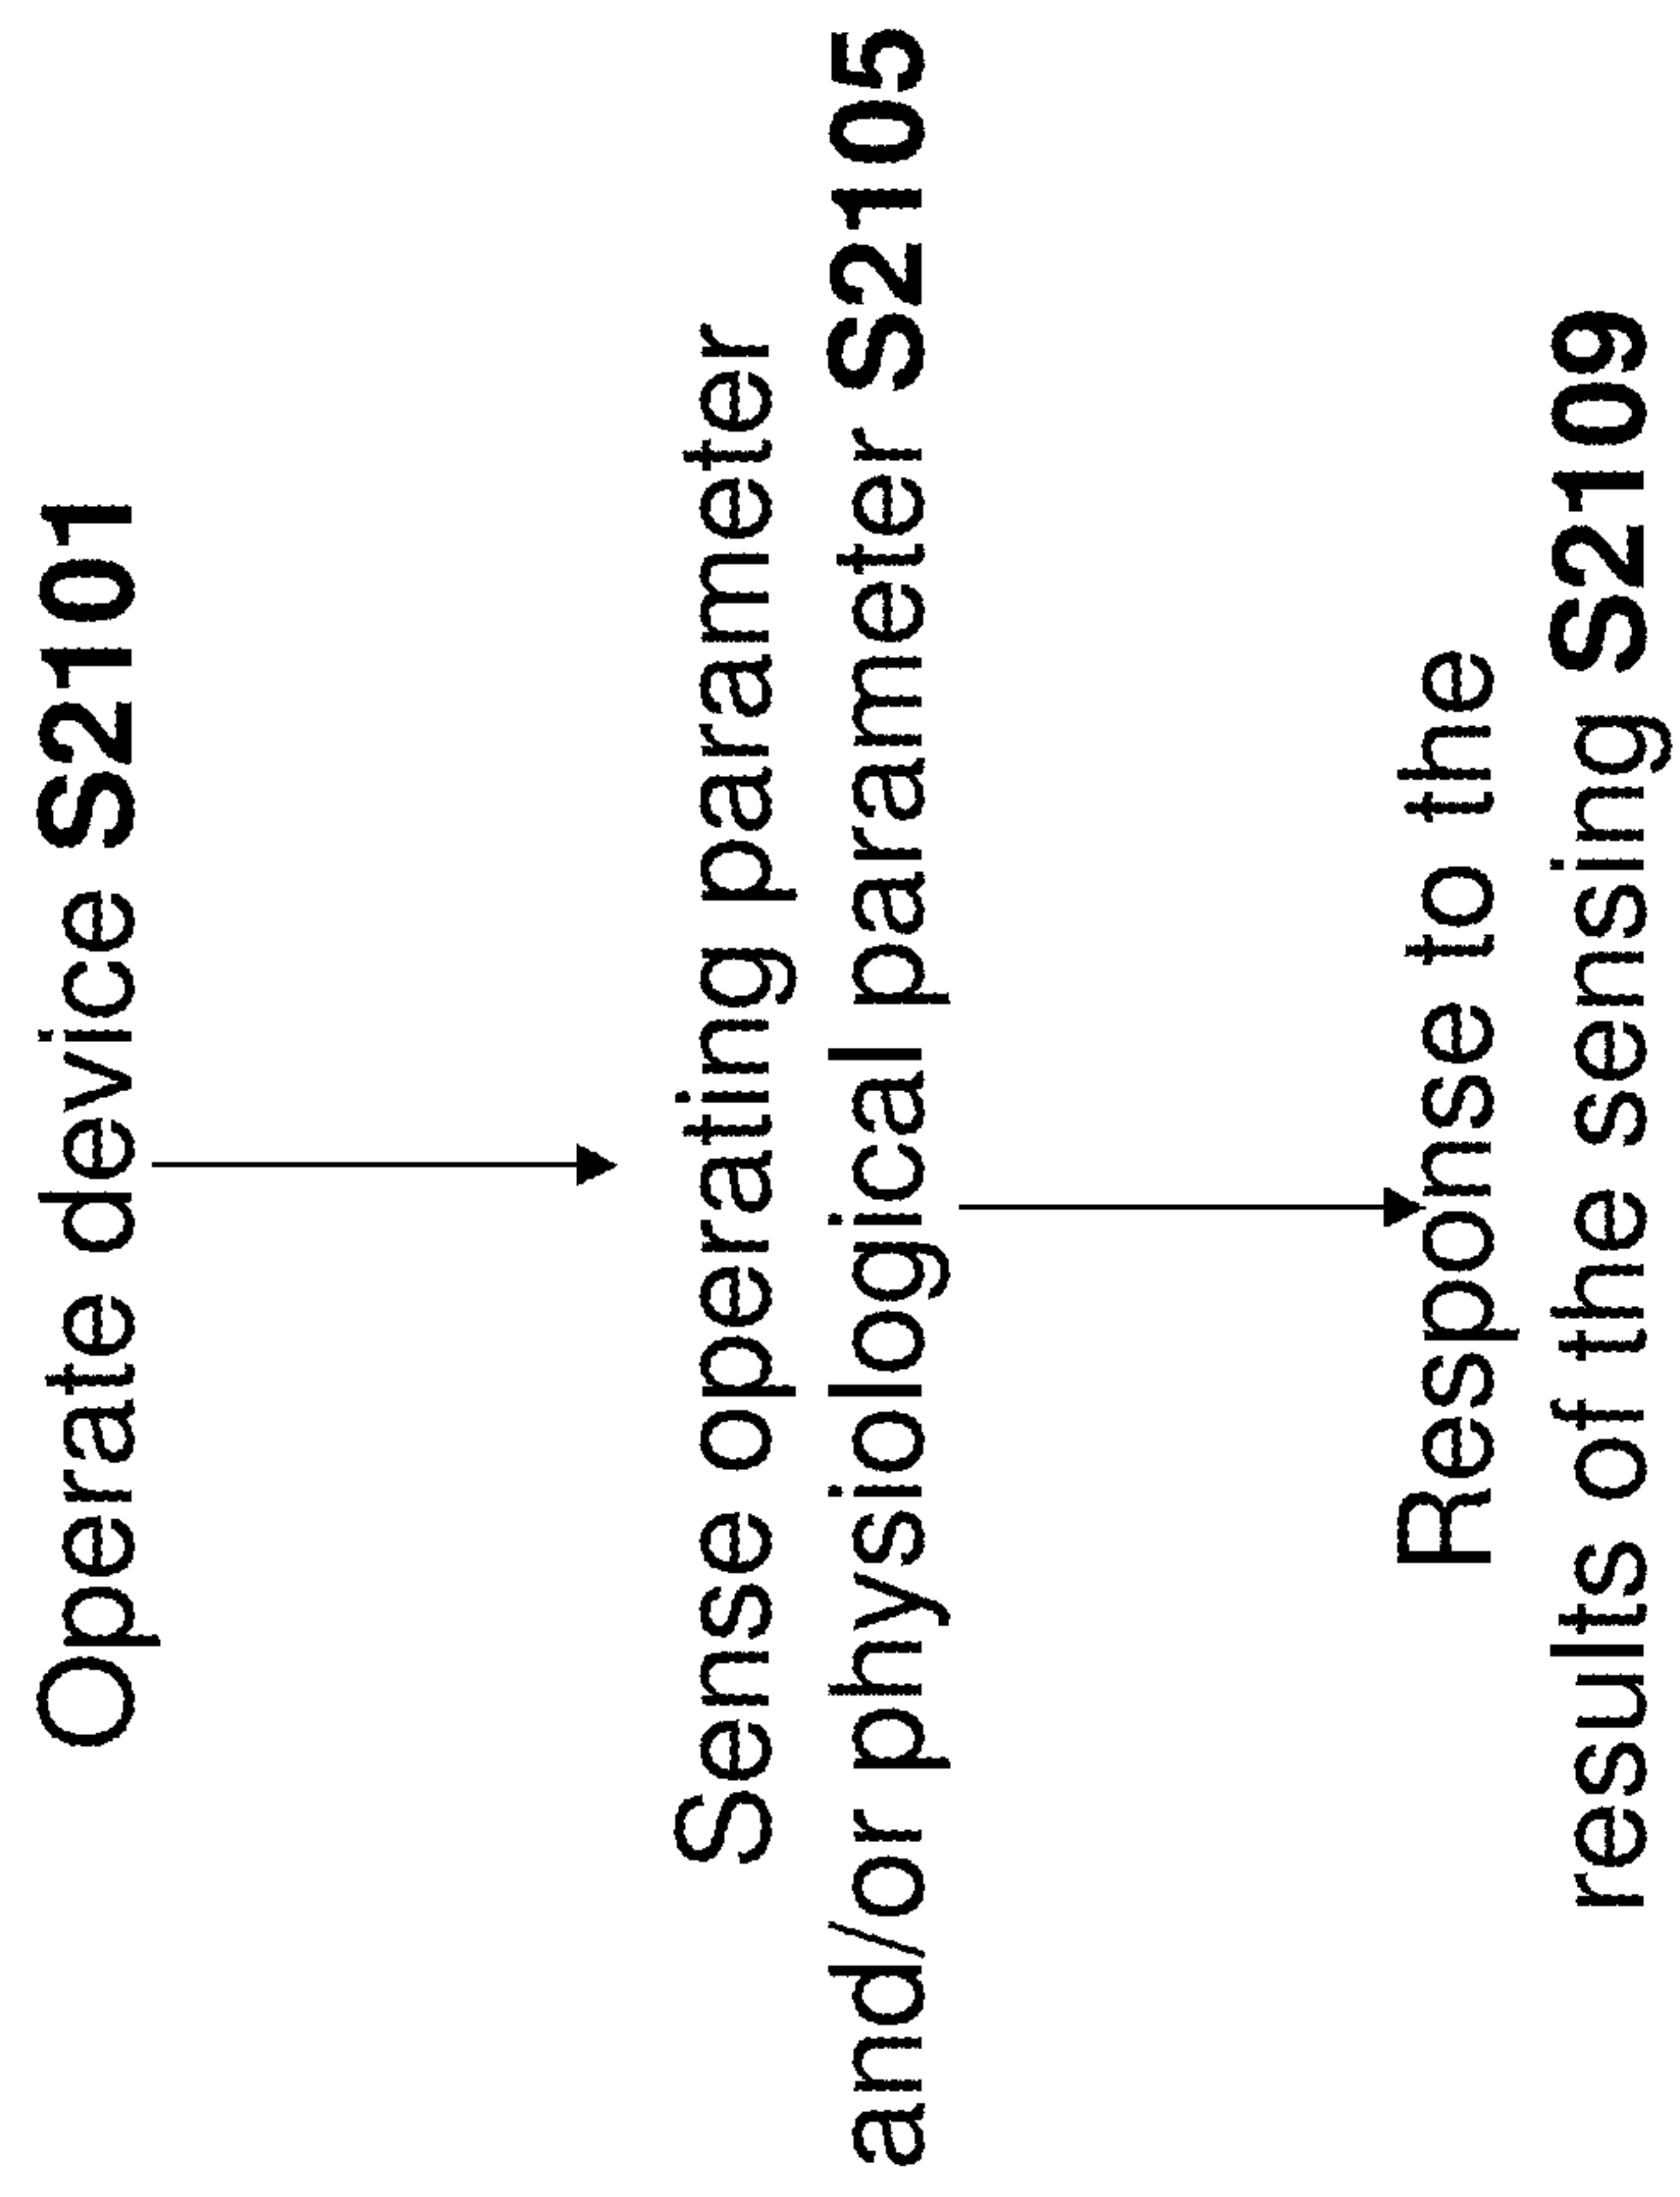 Operate device S2101
Sense operating parameter
and/or physiological parameter S2105
Response to the
results of the sensing S2109